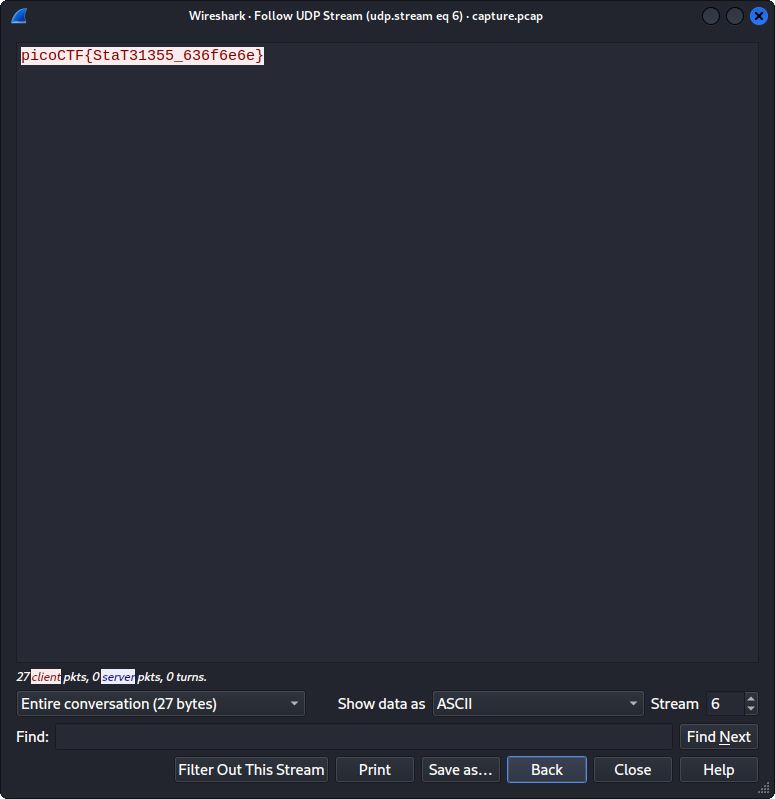 Wireshark · Follow UDP Stream (udp.stream eq 6) · capture.pcap
picoCTF{StaT31355_636f6e6e}
27 client pkts, 0 server pkts, 0 turns.
Entire conversation (27 bytes) Show data as ASCII Stream 6
Find: Find Next
Filter Out This Stream Print Save as… Back Close Help